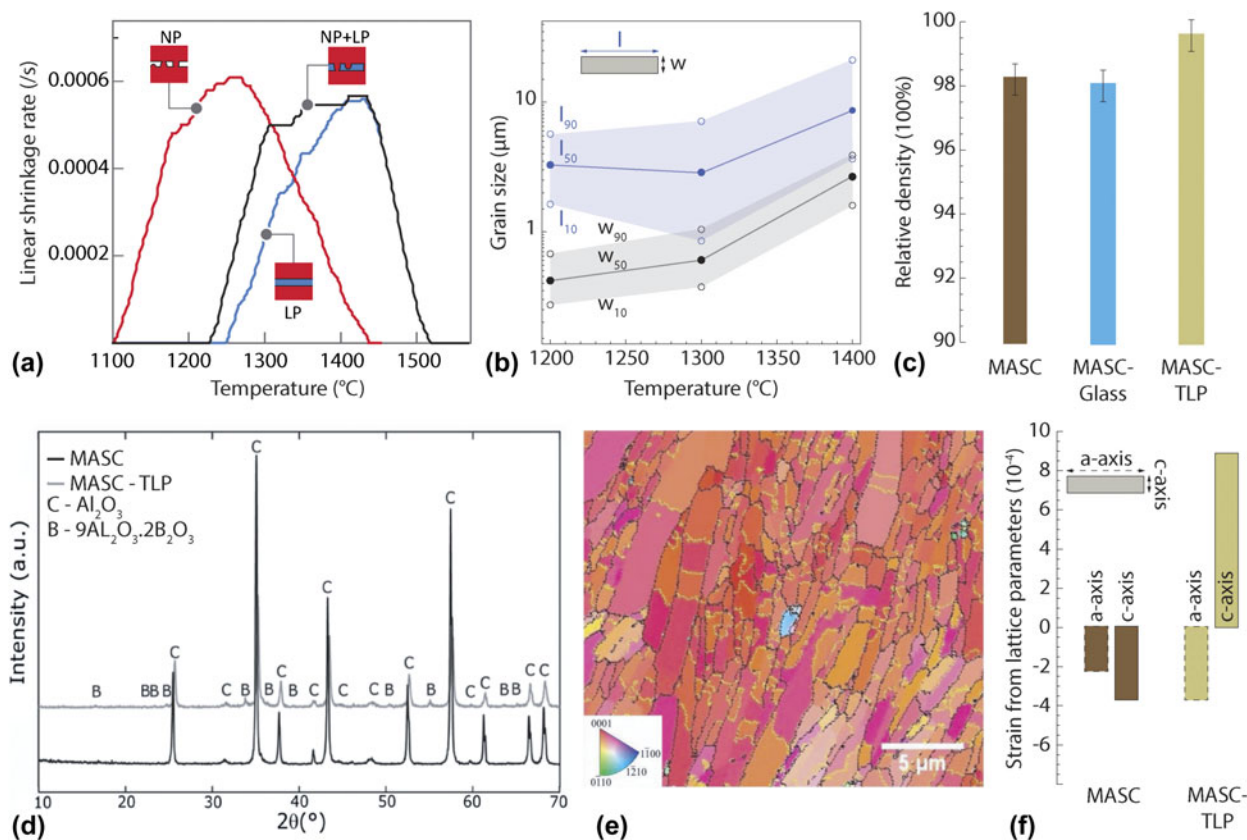 NP
NP+LP
LP
Linear shrinkage rate (/s)
0.0006
0.0004
0.0002
1100
1200
1300
1400
1500
Temperature (°C)
(a)
l
w
Grain size (μm)
10
1
l90
l50
l10
w90
w50
w10
1200
1250
1300
1350
1400
Temperature (°C)
(b)
Relative density (100%)
100
98
96
94
92
90
MASC
MASC-
Glass
MASC-
TLP
(c)
Intensity (a.u.)
MASC
MASC - TLP
C - Al2O3
B - 9AL2O3.2B2O3
C
C
C
C
C
B
BB
B
C
B
C
B
B
C
C
C
B
C
B
C
C
B
B
C
C
10
20
30
40
50
60
70
2θ(°)
(d)
0001
11̄00
12̄10
0110
5 μm
(e)
Strain from lattice parameters (10⁻⁴)
10
8
6
4
2
0
-2
-4
-6
a-axis
c-axis
a-axis
c-axis
a-axis
c-axis
MASC
MASC-
TLP
(f)